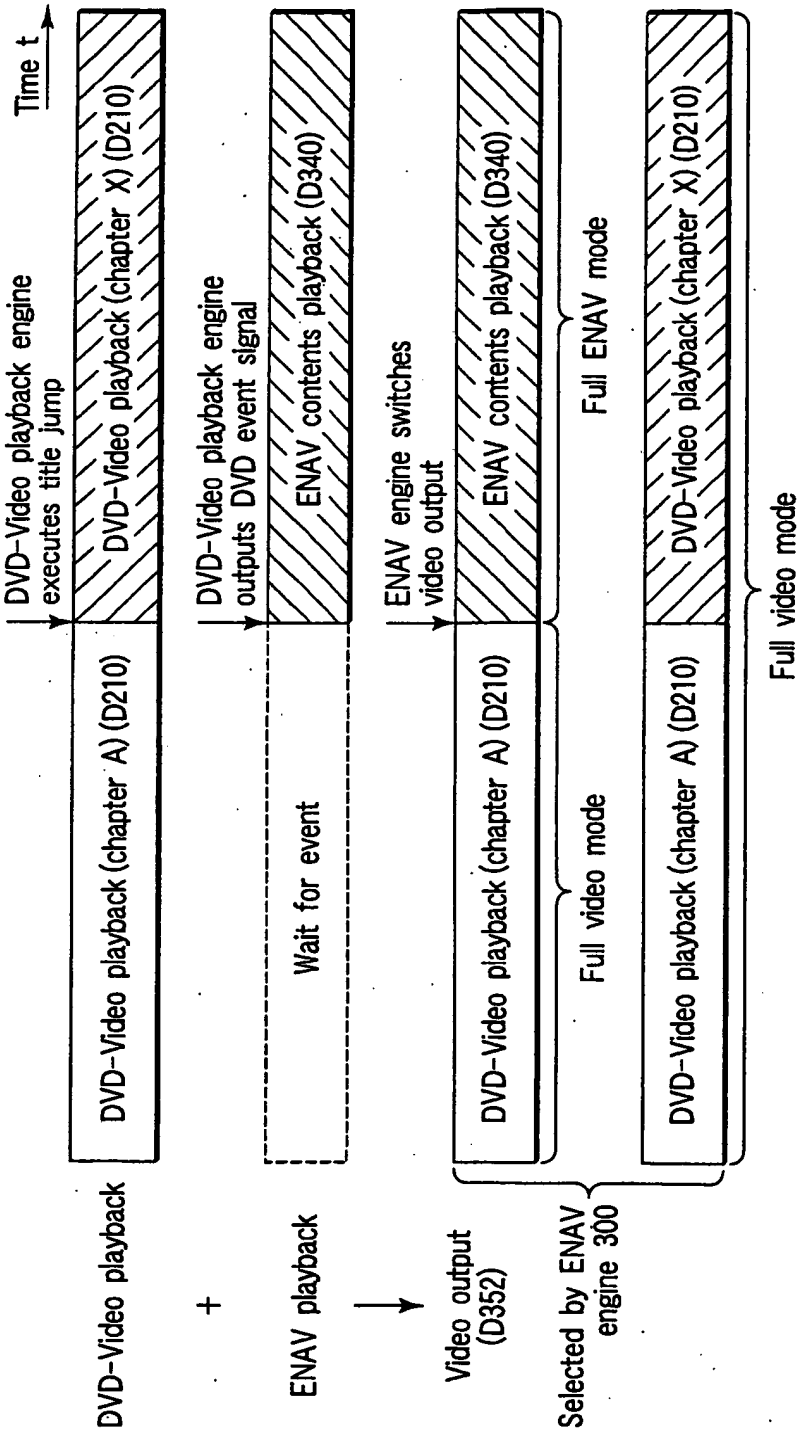 Time t
DVD-Video playback engine
executes title jump
DVD-Video playback
DVD-Video playback (chapter A) (D210)
DVD-Video playback (chapter X) (D210)
+
DVD-Video playback engine
outputs DVD event signal
ENAV playback
Wait for event
ENAV contents playback (D340)
ENAV engine switches
video output
Video output
(D352)
DVD-Video playback (chapter A) (D210)
ENAV contents playback (D340)
Full video mode
Full ENAV mode
Selected by ENAV
engine 300
DVD-Video playback (chapter A) (D210)
DVD-Video playback (chapter X) (D210)
Full video mode